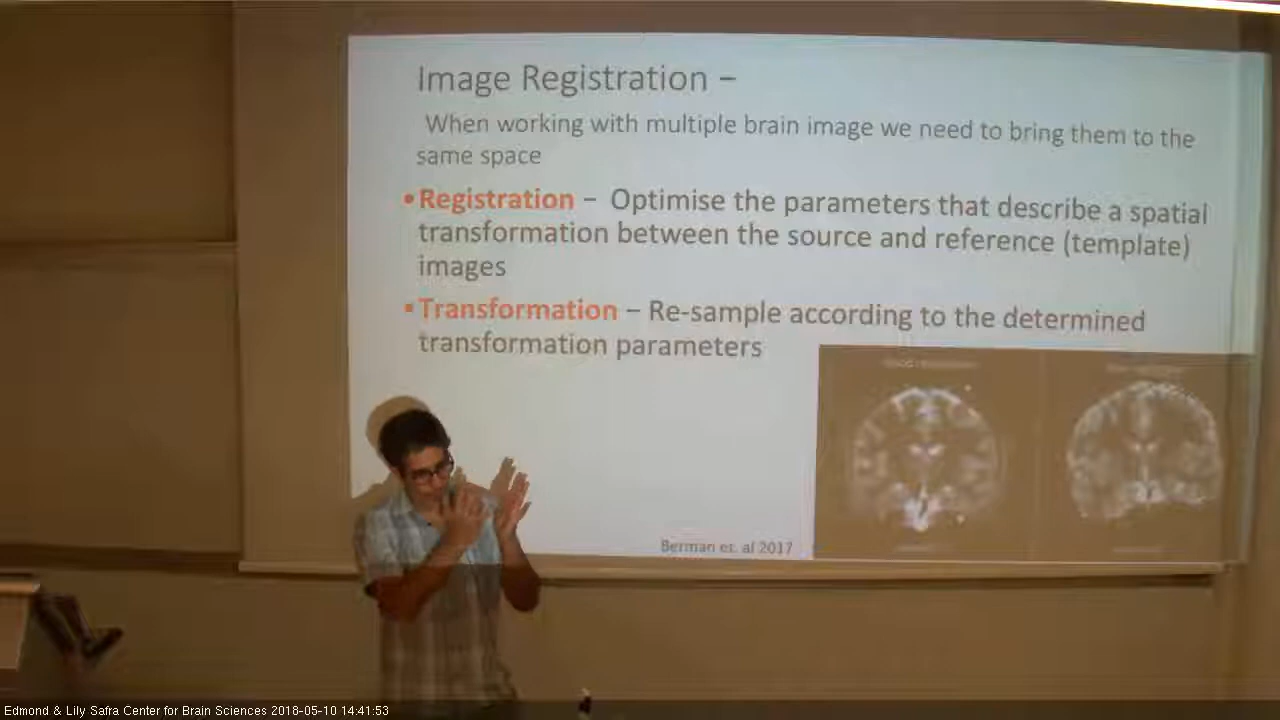 Image Registration –
When working with multiple brain image we need to bring them to the
same space
•Registration – Optimise the parameters that describe a spatial
transformation between the source and reference (template)
images
•Transformation – Re-sample according to the determined
transformation parameters
Berman et. al 2017
Edmond & Lily Safra Center for Brain Sciences 2018-05-10 14:41:53